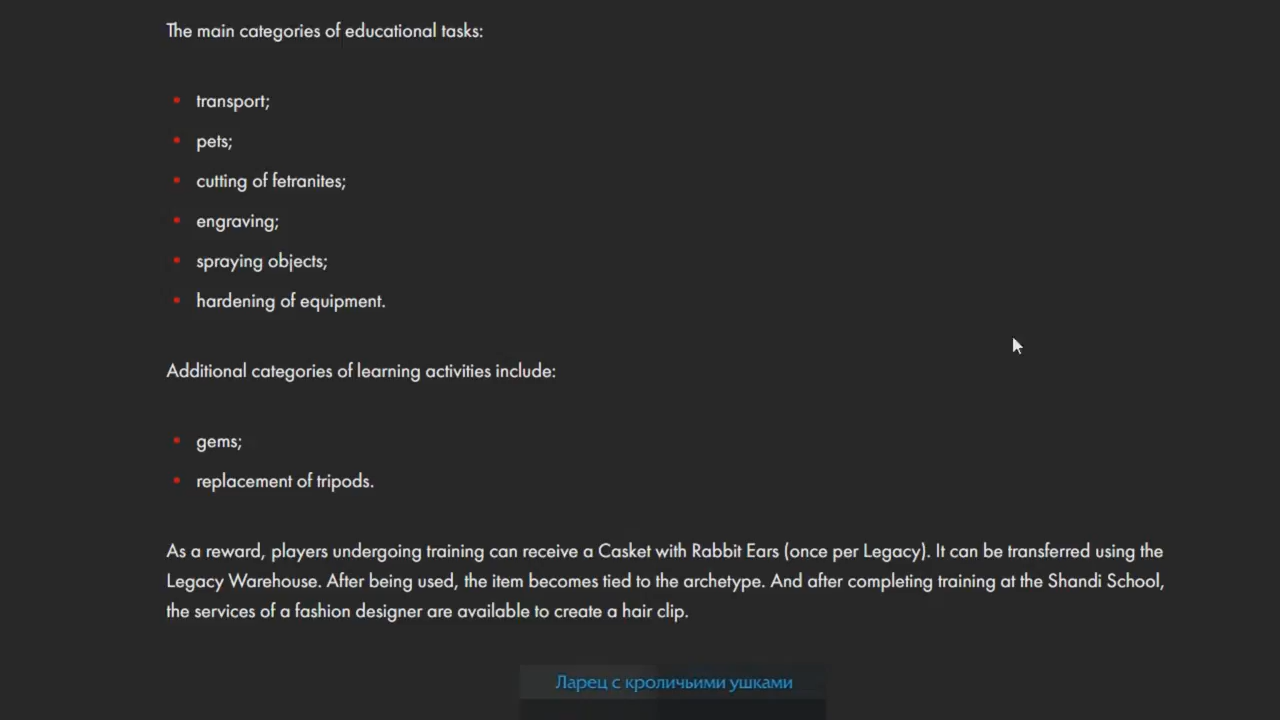 The main categories of educational tasks:
transport;
pets;
cutting of fetranites;
engraving;
spraying objects;
hardening of equipment.
Additional categories of learning activities include:
gems;
replacement of tripods.
As a reward, players undergoing training can receive a Casket with Rabbit Ears (once per Legacy). It can be transferred using the
Legacy Warehouse. After being used, the item becomes tied to the archetype. And after completing training at the Shandi School,
the services of a fashion designer are available to create a hair clip.
Ларец с кроличьими ушками